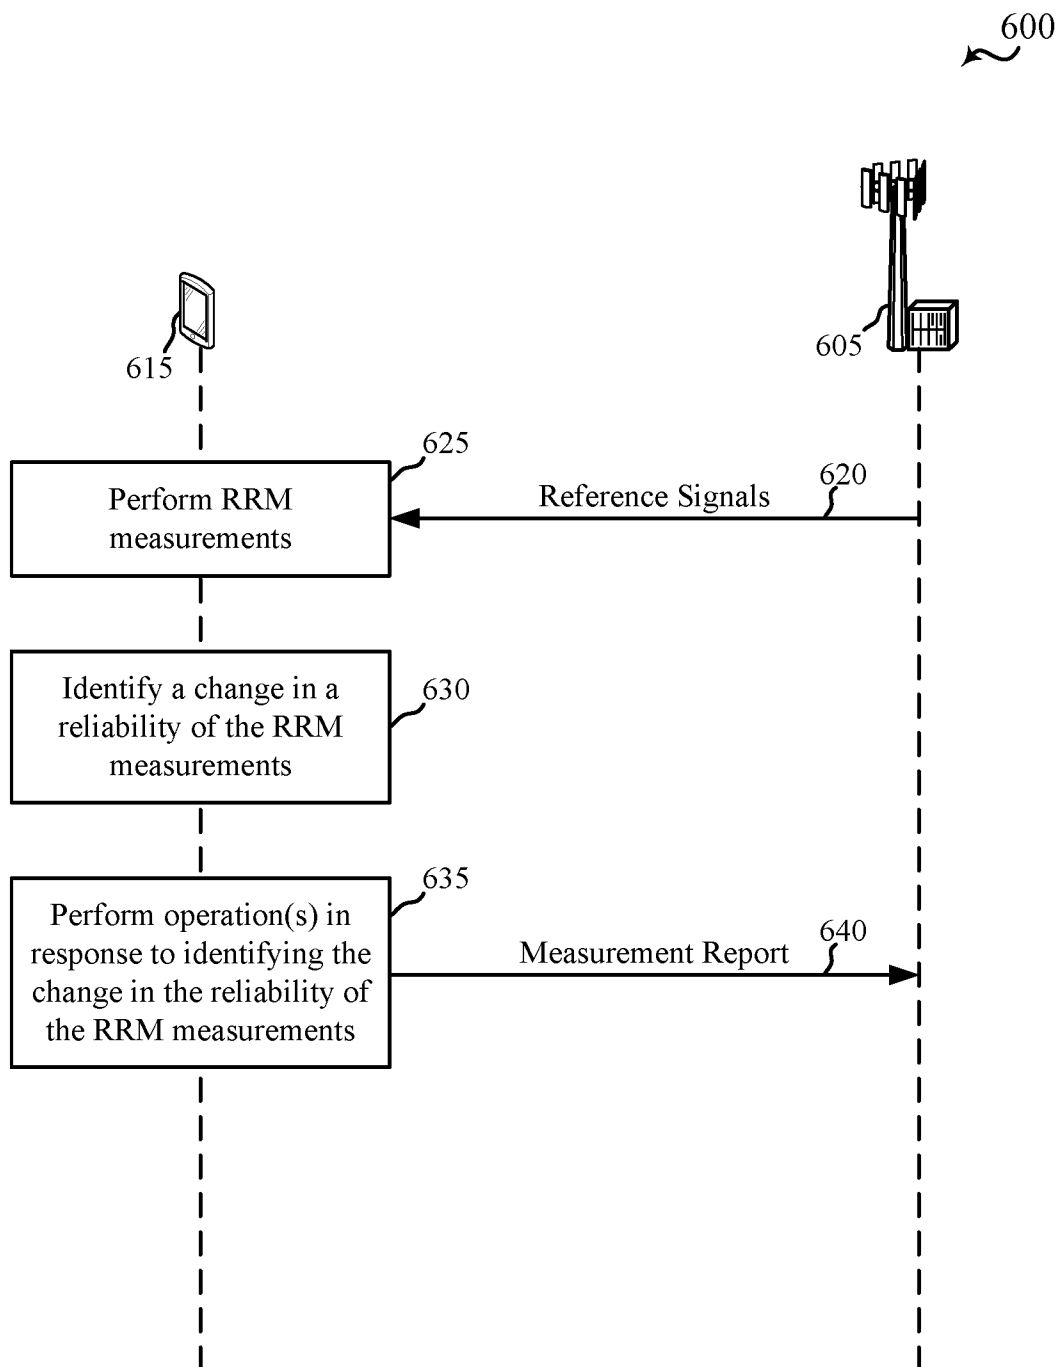 600
615
605
625
Perform RRM
measurements
Reference Signals
620
Identify a change in a
reliability of the RRM
measurements
630
635
Perform operation(s) in
response to identifying the
change in the reliability of
the RRM measurements
Measurement Report
640